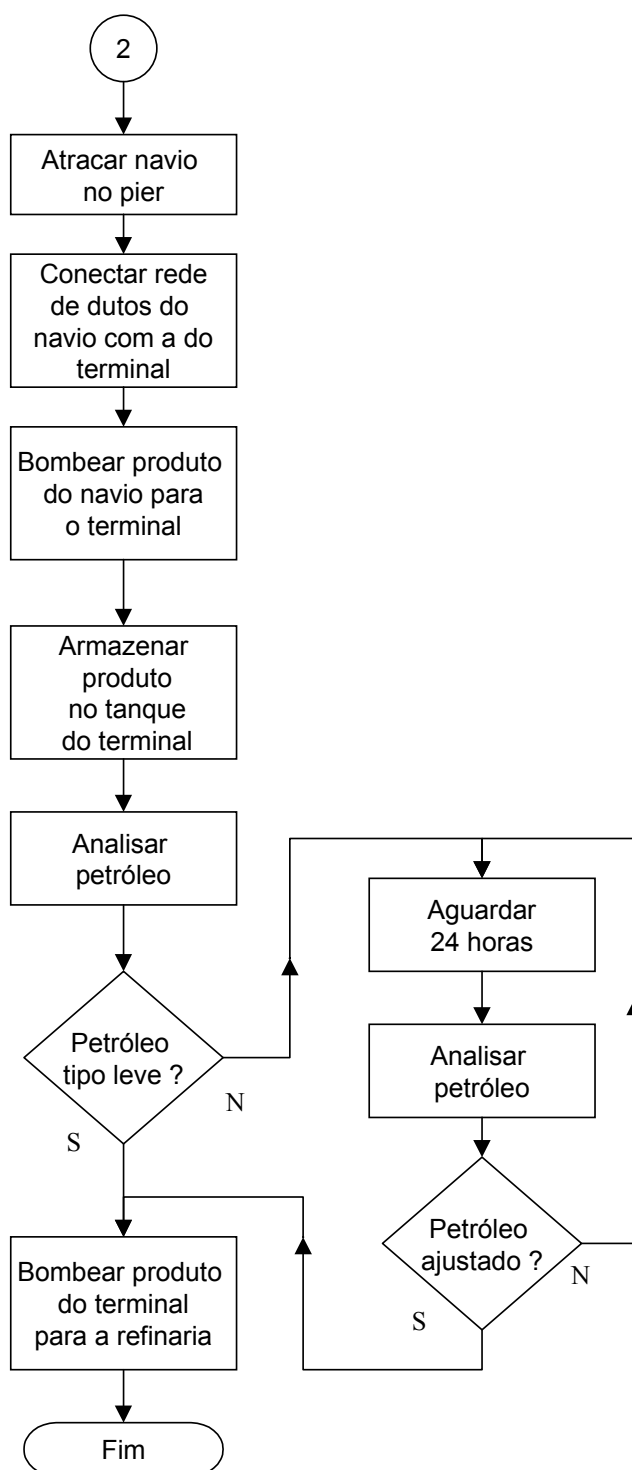 2
Atracar navio
no pier
Conectar rede
de dutos do
navio com a do
terminal
Bombear produto
do navio para
o terminal
Armazenar
produto
no tanque
do terminal
Analisar
petróleo
Petróleo
tipo leve ?
N
S
Aguardar
24 horas
Analisar
petróleo
Petróleo
ajustado ?
N
S
Bombear produto
do terminal
para a refinaria
Fim